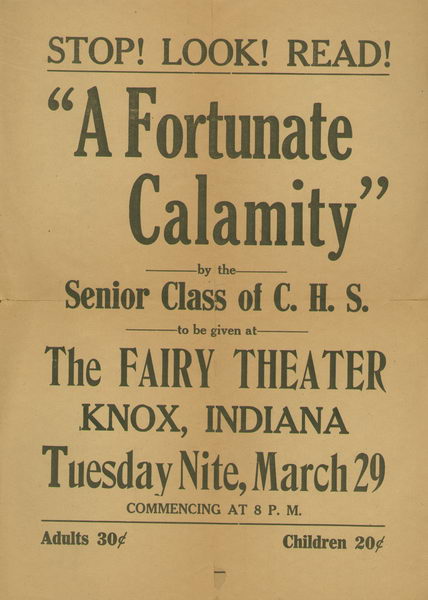 STOP! LOOK! READ!
"A Fortunate
Calamity"
by the
Senior Class of C. H. S.
to be given at
The FAIRY THEATER
KNOX, INDIANA
Tuesday Nite, March 29
COMMENCING AT 8 P. M.
Adults 30¢ Children 20¢